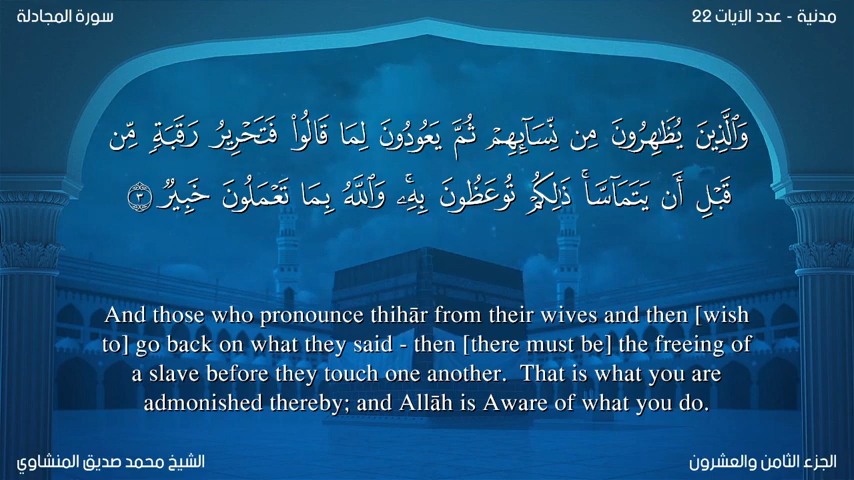 مدنية - عدد الآيات 22
سورة المجادلة
وَٱلَّذِينَ يُظَـٰهِرُونَ مِن نِّسَآئِهِمْ ثُمَّ يَعُودُونَ لِمَا قَالُوا۟ فَتَحْرِيرُ رَقَبَةٍ مِّن
قَبْلِ أَن يَتَمَآسَّا ۚ ذَٰلِكُمْ تُوعَظُونَ بِهِۦ ۚ وَٱللَّهُ بِمَا تَعْمَلُونَ خَبِيرٌ ٣
And those who pronounce thihār from their wives and then [wish
to] go back on what they said - then [there must be] the freeing of
a slave before they touch one another.  That is what you are
admonished thereby; and Allāh is Aware of what you do.
الجزء الثامن والعشرون
الشيخ محمد صديق المنشاوي